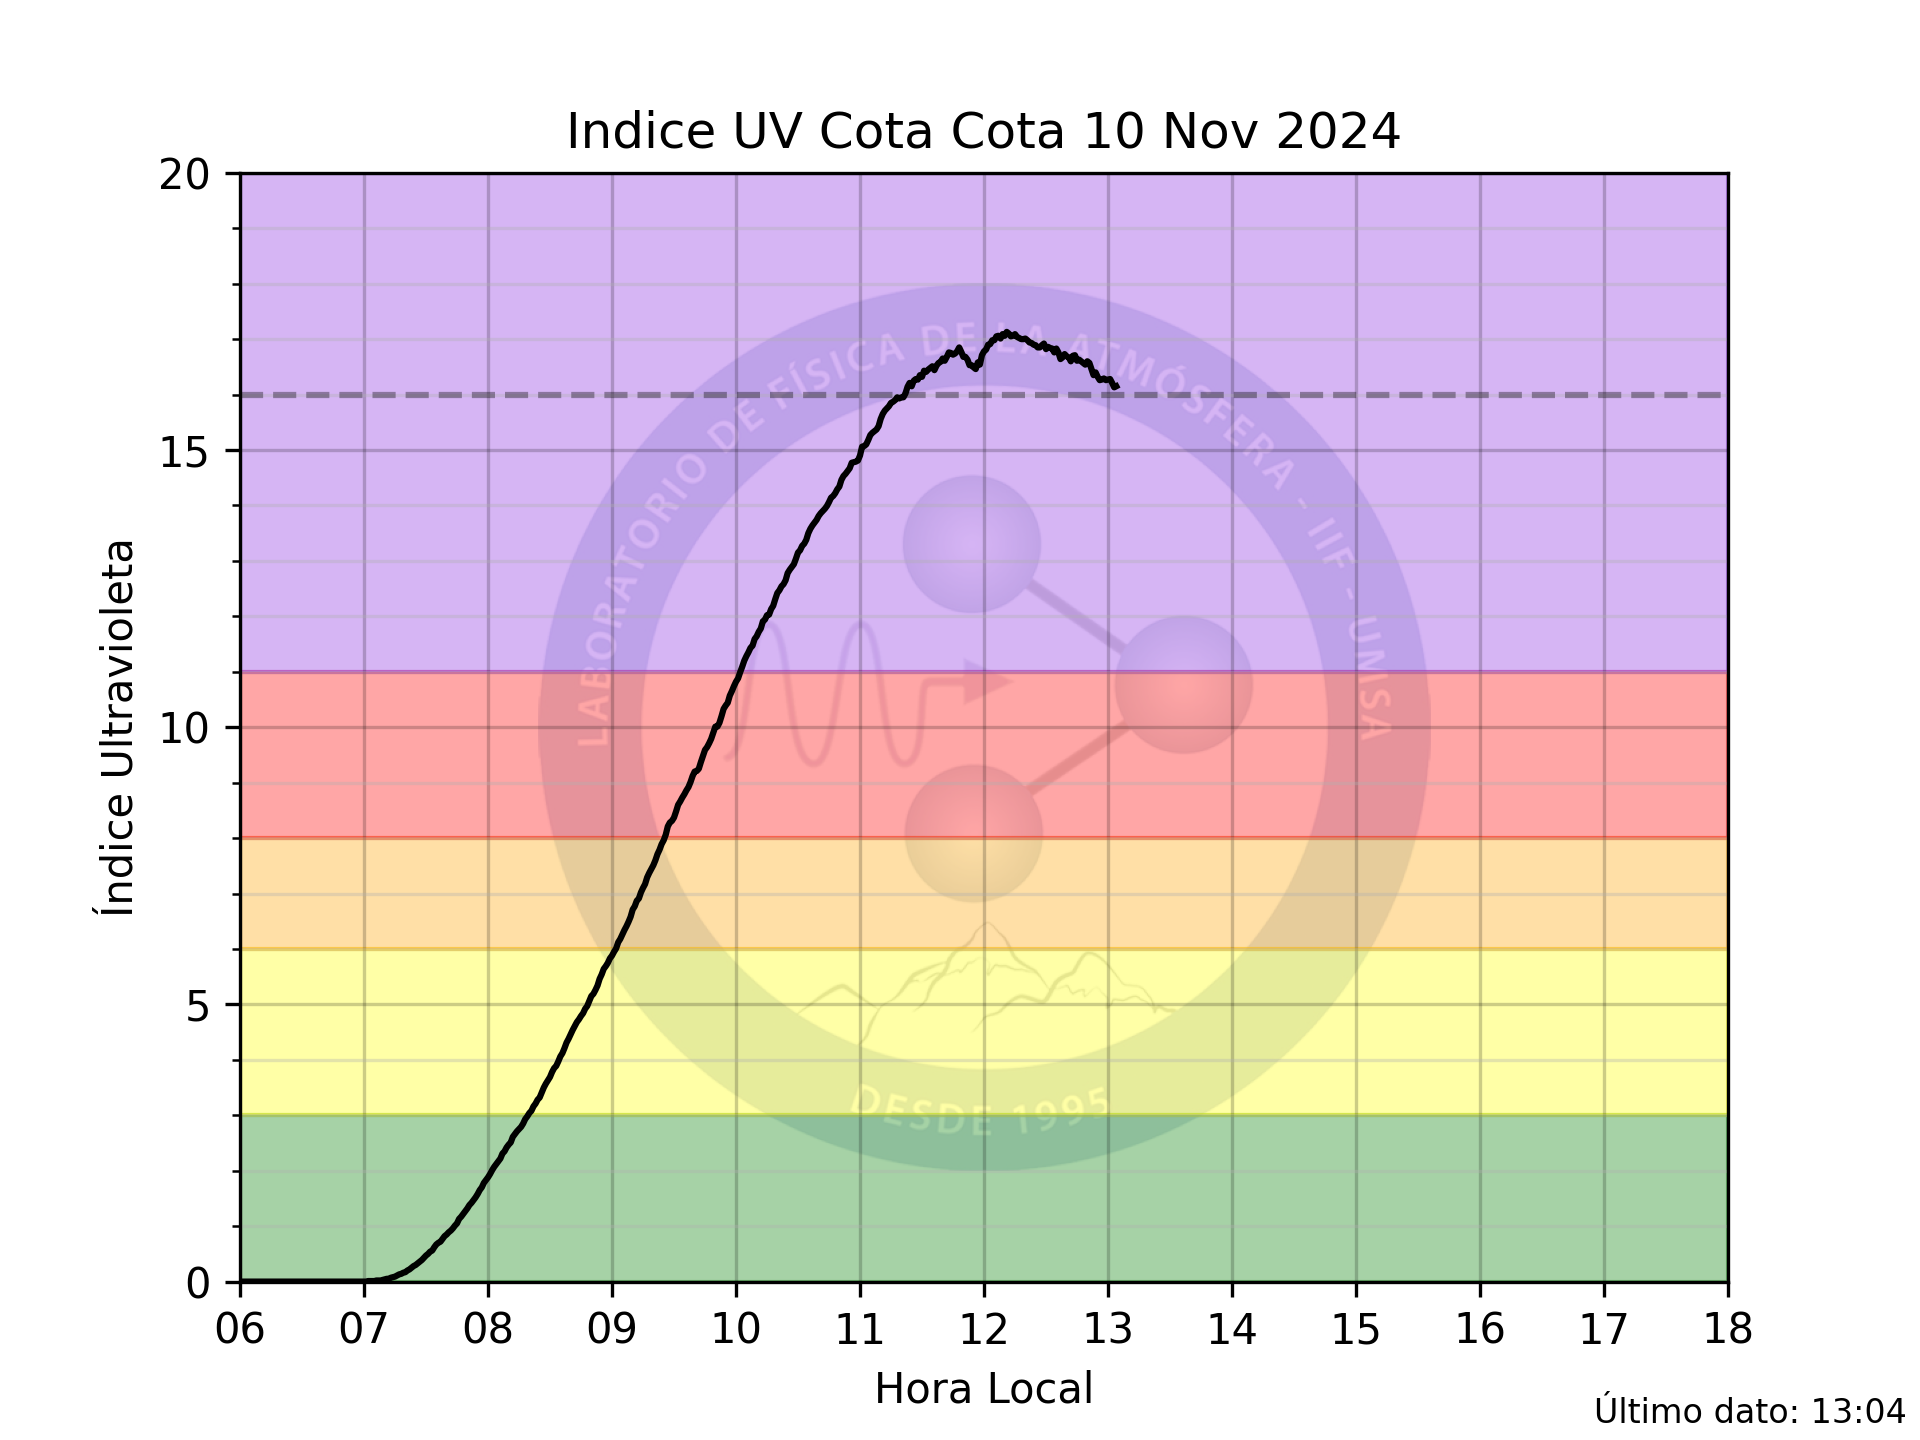 Indice UV Cota Cota 10 Nov 2024
20
15
10
5
0
Índice Ultravioleta
LABORATORIO DE FÍSICA DE LA ATMÓSFERA - IIF - UMSA
DESDE 1995
06 07 08 09 10 11 12 13 14 15 16 17 18
Hora Local
Último dato: 13:04